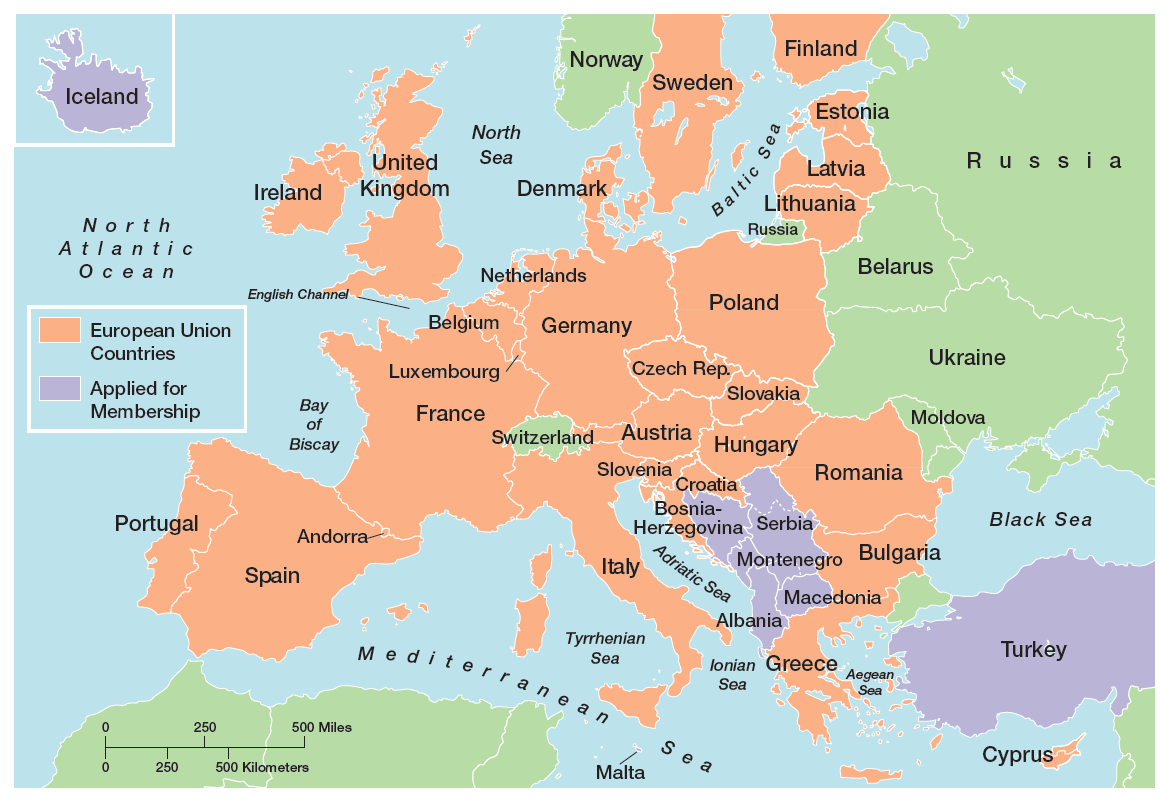 Iceland
Norway
Sweden
Finland
Estonia
North
Sea
Baltic Sea
Russia
United
Kingdom
Ireland
Denmark
Latvia
Lithuania
Russia
North
Atlantic
Ocean
Belarus
Netherlands
English Channel
Poland
European Union
Countries
Applied for
Membership
Belgium
Germany
Ukraine
Luxembourg
Czech Rep.
Slovakia
Bay
of
Biscay
France
Switzerland
Austria
Hungary
Moldova
Slovenia
Croatia
Romania
Portugal
Andorra
Spain
Bosnia-
Herzegovina
Serbia
Black Sea
Italy
Adriatic Sea
Montenegro
Bulgaria
Macedonia
Albania
Tyrrhenian
Sea
Mediterranean Sea
Ionian
Sea
Greece
Aegean
Sea
Turkey
0 250 500 Miles
0 250 500 Kilometers
Malta
Cyprus